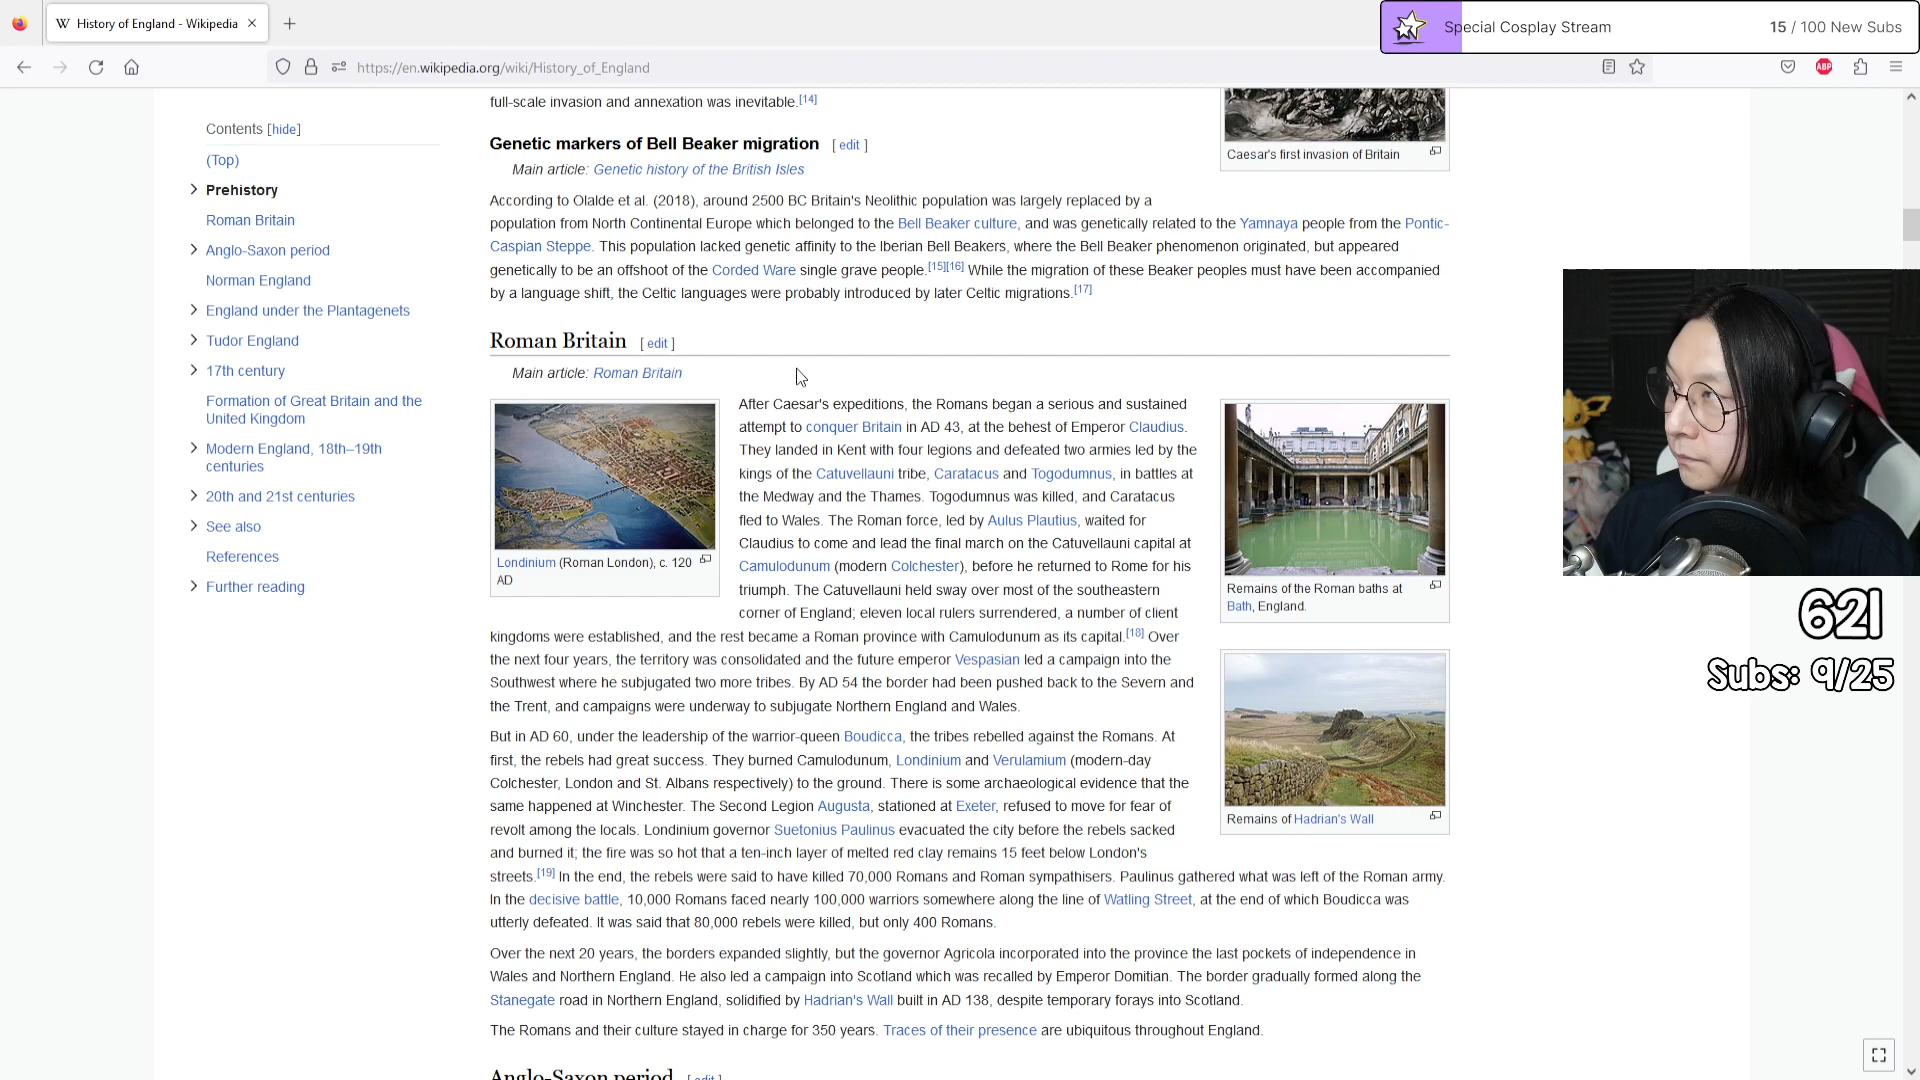 History of England - Wikipedia
Special Cosplay Stream
15 / 100 New Subs
https://en.wikipedia.org/wiki/History_of_England
ABP
Contents [hide]
(Top)
Prehistory
Roman Britain
Anglo-Saxon period
Norman England
England under the Plantagenets
Tudor England
17th century
Formation of Great Britain and the
United Kingdom
Modern England, 18th–19th
centuries
20th and 21st centuries
See also
References
Further reading
full-scale invasion and annexation was inevitable.[14]
Caesar's first invasion of Britain
Genetic markers of Bell Beaker migration [ edit ]
Main article: Genetic history of the British Isles
According to Olalde et al. (2018), around 2500 BC Britain's Neolithic population was largely replaced by a
population from North Continental Europe which belonged to the Bell Beaker culture, and was genetically related to the Yamnaya people from the Pontic-
Caspian Steppe. This population lacked genetic affinity to the Iberian Bell Beakers, where the Bell Beaker phenomenon originated, but appeared
genetically to be an offshoot of the Corded Ware single grave people.[15][16] While the migration of these Beaker peoples must have been accompanied
by a language shift, the Celtic languages were probably introduced by later Celtic migrations.[17]
Roman Britain [ edit ]
Main article: Roman Britain
Londinium (Roman London), c. 120
AD
After Caesar's expeditions, the Romans began a serious and sustained
attempt to conquer Britain in AD 43, at the behest of Emperor Claudius.
They landed in Kent with four legions and defeated two armies led by the
kings of the Catuvellauni tribe, Caratacus and Togodumnus, in battles at
the Medway and the Thames. Togodumnus was killed, and Caratacus
fled to Wales. The Roman force, led by Aulus Plautius, waited for
Claudius to come and lead the final march on the Catuvellauni capital at
Camulodunum (modern Colchester), before he returned to Rome for his
triumph. The Catuvellauni held sway over most of the southeastern
corner of England; eleven local rulers surrendered, a number of client
kingdoms were established, and the rest became a Roman province with Camulodunum as its capital.[18] Over
the next four years, the territory was consolidated and the future emperor Vespasian led a campaign into the
Southwest where he subjugated two more tribes. By AD 54 the border had been pushed back to the Severn and
the Trent, and campaigns were underway to subjugate Northern England and Wales.
Remains of the Roman baths at
Bath, England.
Remains of Hadrian's Wall
But in AD 60, under the leadership of the warrior-queen Boudicca, the tribes rebelled against the Romans. At
first, the rebels had great success. They burned Camulodunum, Londinium and Verulamium (modern-day
Colchester, London and St. Albans respectively) to the ground. There is some archaeological evidence that the
same happened at Winchester. The Second Legion Augusta, stationed at Exeter, refused to move for fear of
revolt among the locals. Londinium governor Suetonius Paulinus evacuated the city before the rebels sacked
and burned it; the fire was so hot that a ten-inch layer of melted red clay remains 15 feet below London's
streets.[19] In the end, the rebels were said to have killed 70,000 Romans and Roman sympathisers. Paulinus gathered what was left of the Roman army.
In the decisive battle, 10,000 Romans faced nearly 100,000 warriors somewhere along the line of Watling Street, at the end of which Boudicca was
utterly defeated. It was said that 80,000 rebels were killed, but only 400 Romans.
Over the next 20 years, the borders expanded slightly, but the governor Agricola incorporated into the province the last pockets of independence in
Wales and Northern England. He also led a campaign into Scotland which was recalled by Emperor Domitian. The border gradually formed along the
Stanegate road in Northern England, solidified by Hadrian's Wall built in AD 138, despite temporary forays into Scotland.
The Romans and their culture stayed in charge for 350 years. Traces of their presence are ubiquitous throughout England.
Anglo-Saxon period [ edit ]
621
Subs: 9/25